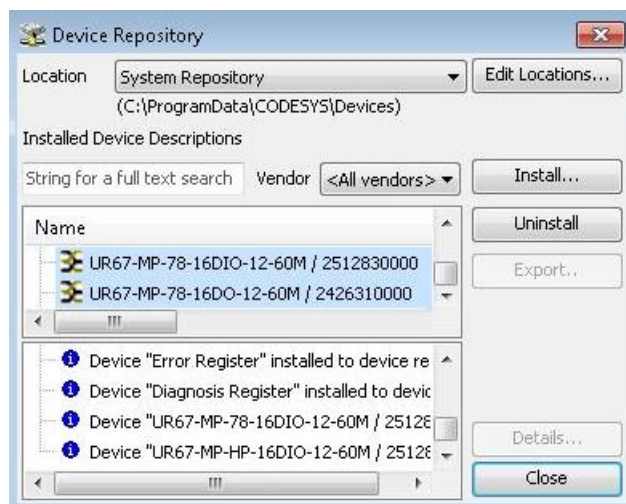 Device Repository
Location System Repository Edit Locations...
(C:\ProgramData\CODESYS\Devices)
Installed Device Descriptions
String for a full text search Vendor <All vendors> Install...
Name Uninstall
UR67-MP-78-16DIO-12-60M / 2512830000
Export...
UR67-MP-78-16DO-12-60M / 2426310000
Device "Error Register" installed to device re
Device "Diagnosis Register" installed to devic
Device "UR67-MP-78-16DIO-12-60M / 25128
Details...
Device "UR67-MP-HP-16DIO-12-60M / 25128
Close